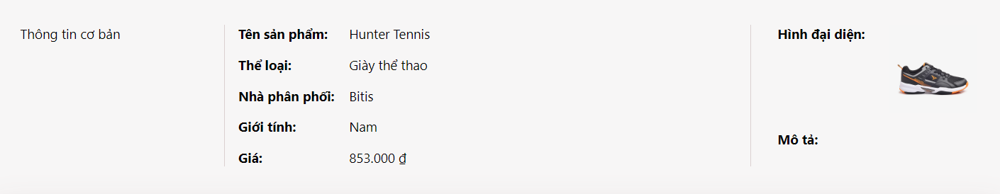 Thông tin cơ bản
Tên sản phẩm: Hunter Tennis
Thể loại: Giày thể thao
Nhà phân phối: Bitis
Giới tính: Nam
Giá: 853.000 ₫
Hình đại diện:
Mô tả: